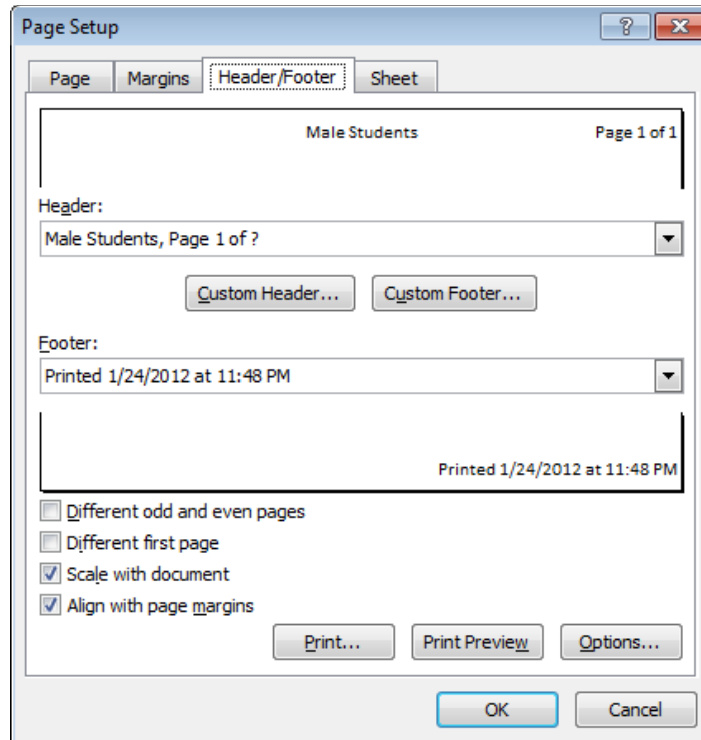 Page Setup
Page Margins Header/Footer Sheet
Male Students Page 1 of 1
Header:
Male Students, Page 1 of ?
Custom Header... Custom Footer...
Footer:
Printed 1/24/2012 at 11:48 PM
Printed 1/24/2012 at 11:48 PM
Different odd and even pages
Different first page
Scale with document
Align with page margins
Print... Print Preview Options...
OK Cancel